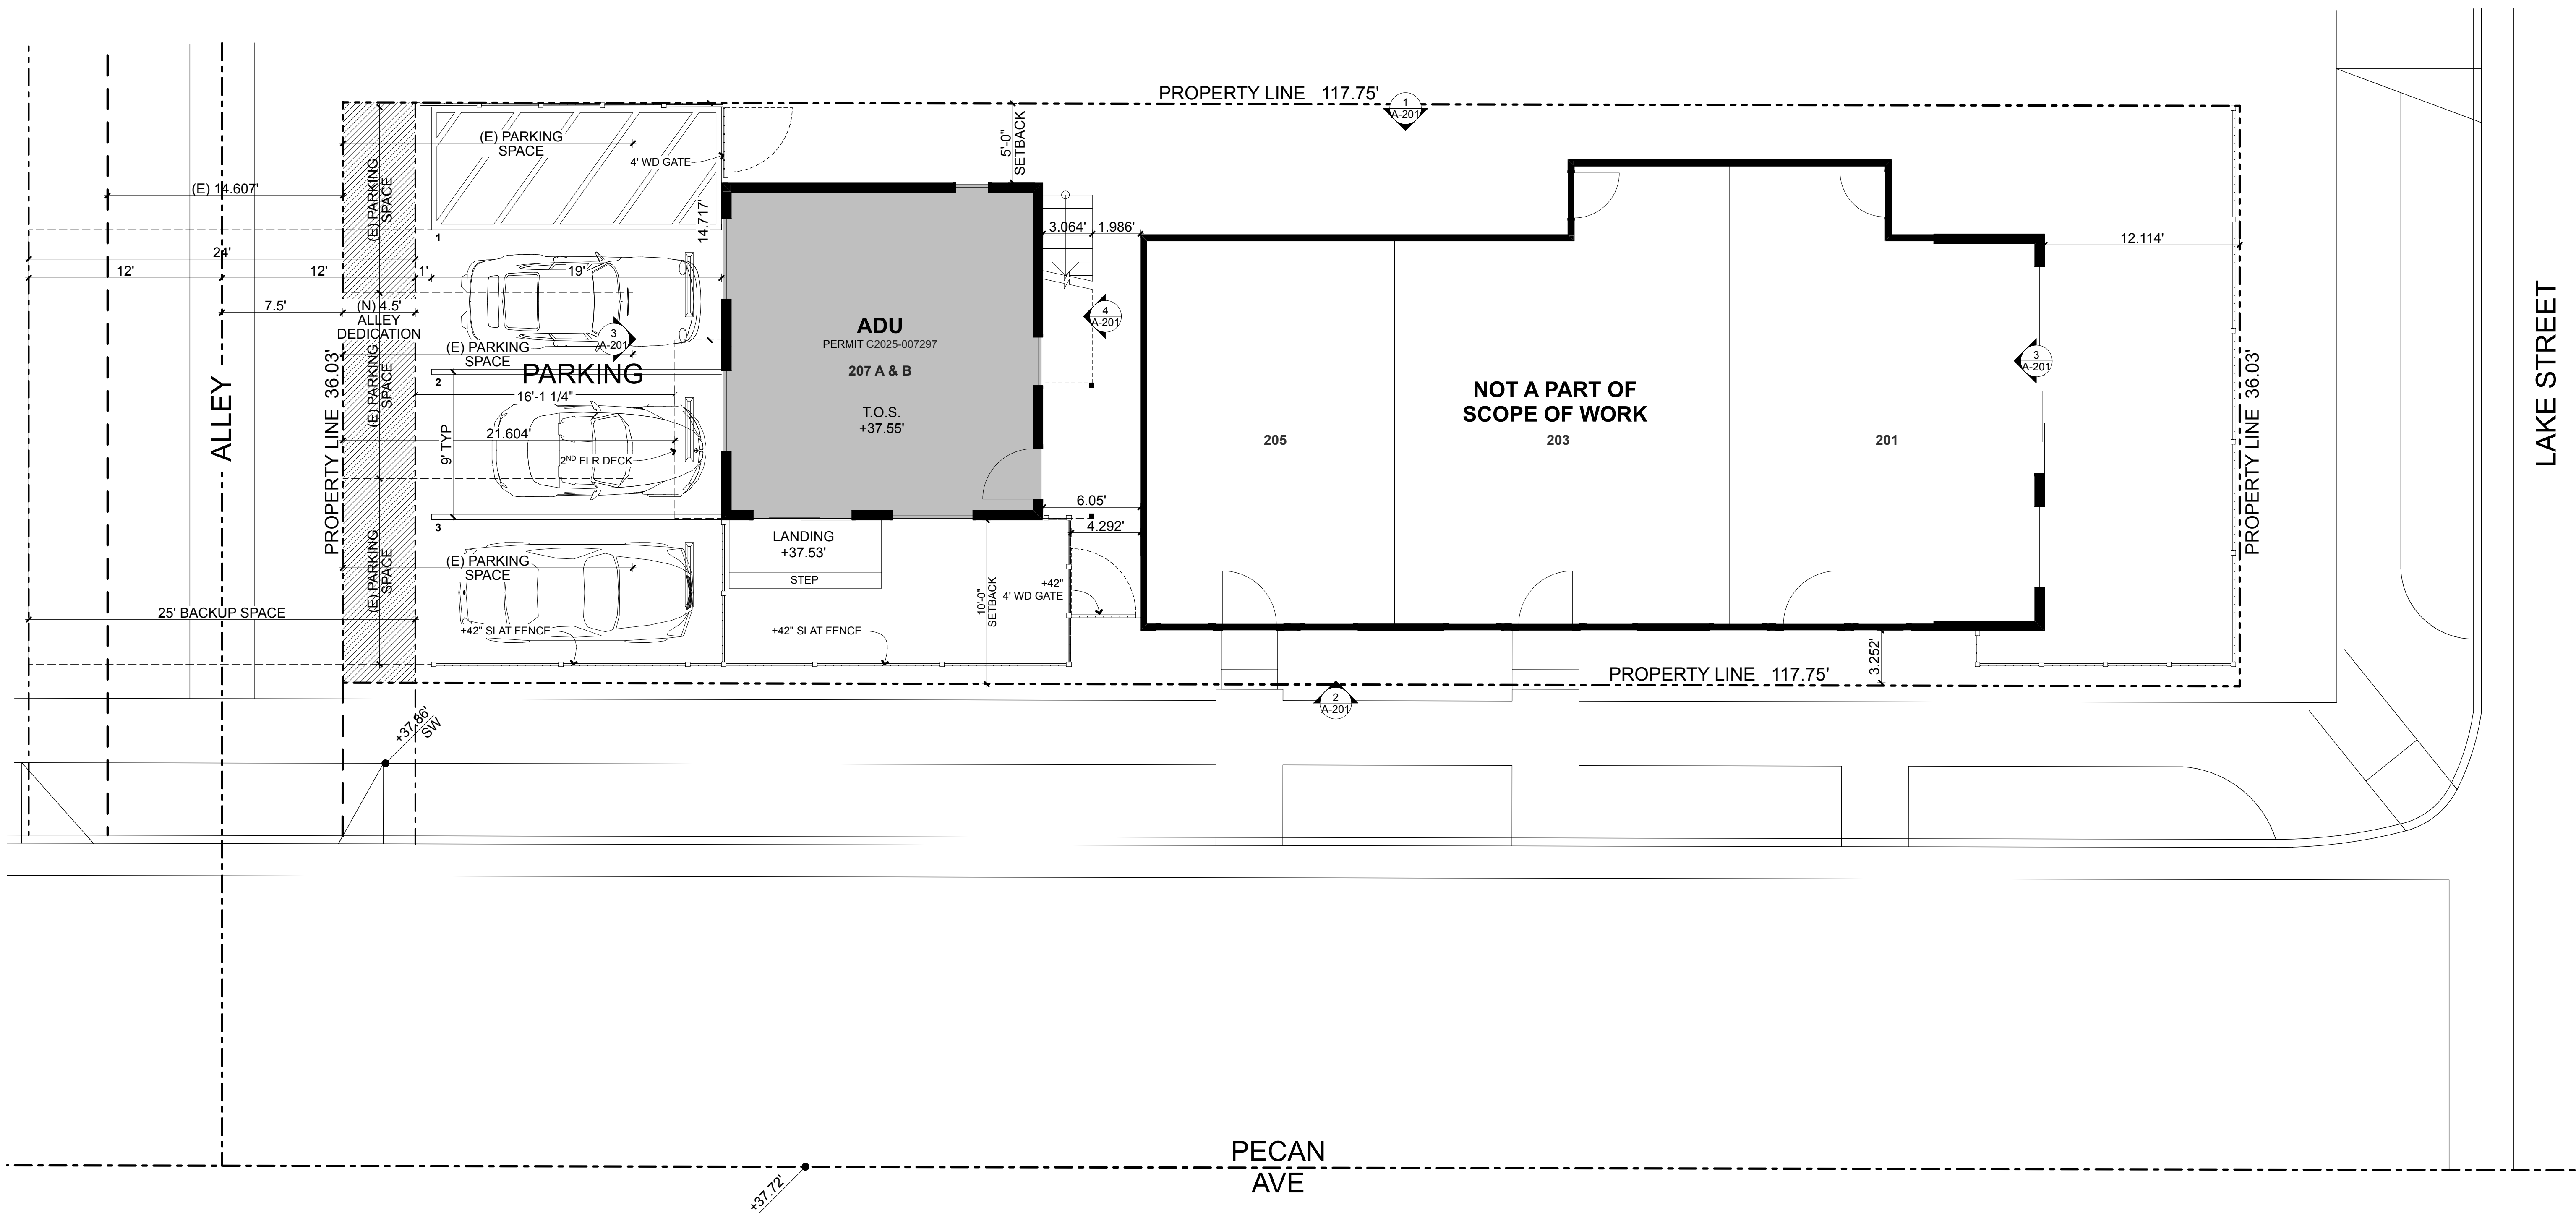 PROPERTY LINE 117.75'
1
A-201
(E) PARKING
SPACE
4' WD GATE
5'-0"
SETBACK
(E) PARKING
SPACE
(E) 14.607'
14.717'
1
3.064'
1.986'
12.114'
24'
12'
12'
1'
19'
7.5'
(N) 4.5'
ALLEY
DEDICATION
3
A-201
4
A-201
ADU
PERMIT C2025-007297
207 A & B
T.O.S.
+37.55'
(E) PARKING
SPACE
PARKING
2
16'-1 1/4"
(E) PARKING
SPACE
PROPERTY LINE 36.03'
ALLEY
9' TYP
21.604'
2ND FLR DECK
NOT A PART OF
SCOPE OF WORK
205
203
201
3
A-201
PROPERTY LINE 36.03'
LAKE STREET
6.05'
4.292'
3
LANDING
+37.53'
STEP
(E) PARKING
SPACE
(E) PARKING
SPACE
10'-0"
SETBACK
+42"
4' WD GATE
25' BACKUP SPACE
+42" SLAT FENCE
+42" SLAT FENCE
3.252'
PROPERTY LINE 117.75'
2
A-201
+37.86'
SW
PECAN
AVE
+37.72'